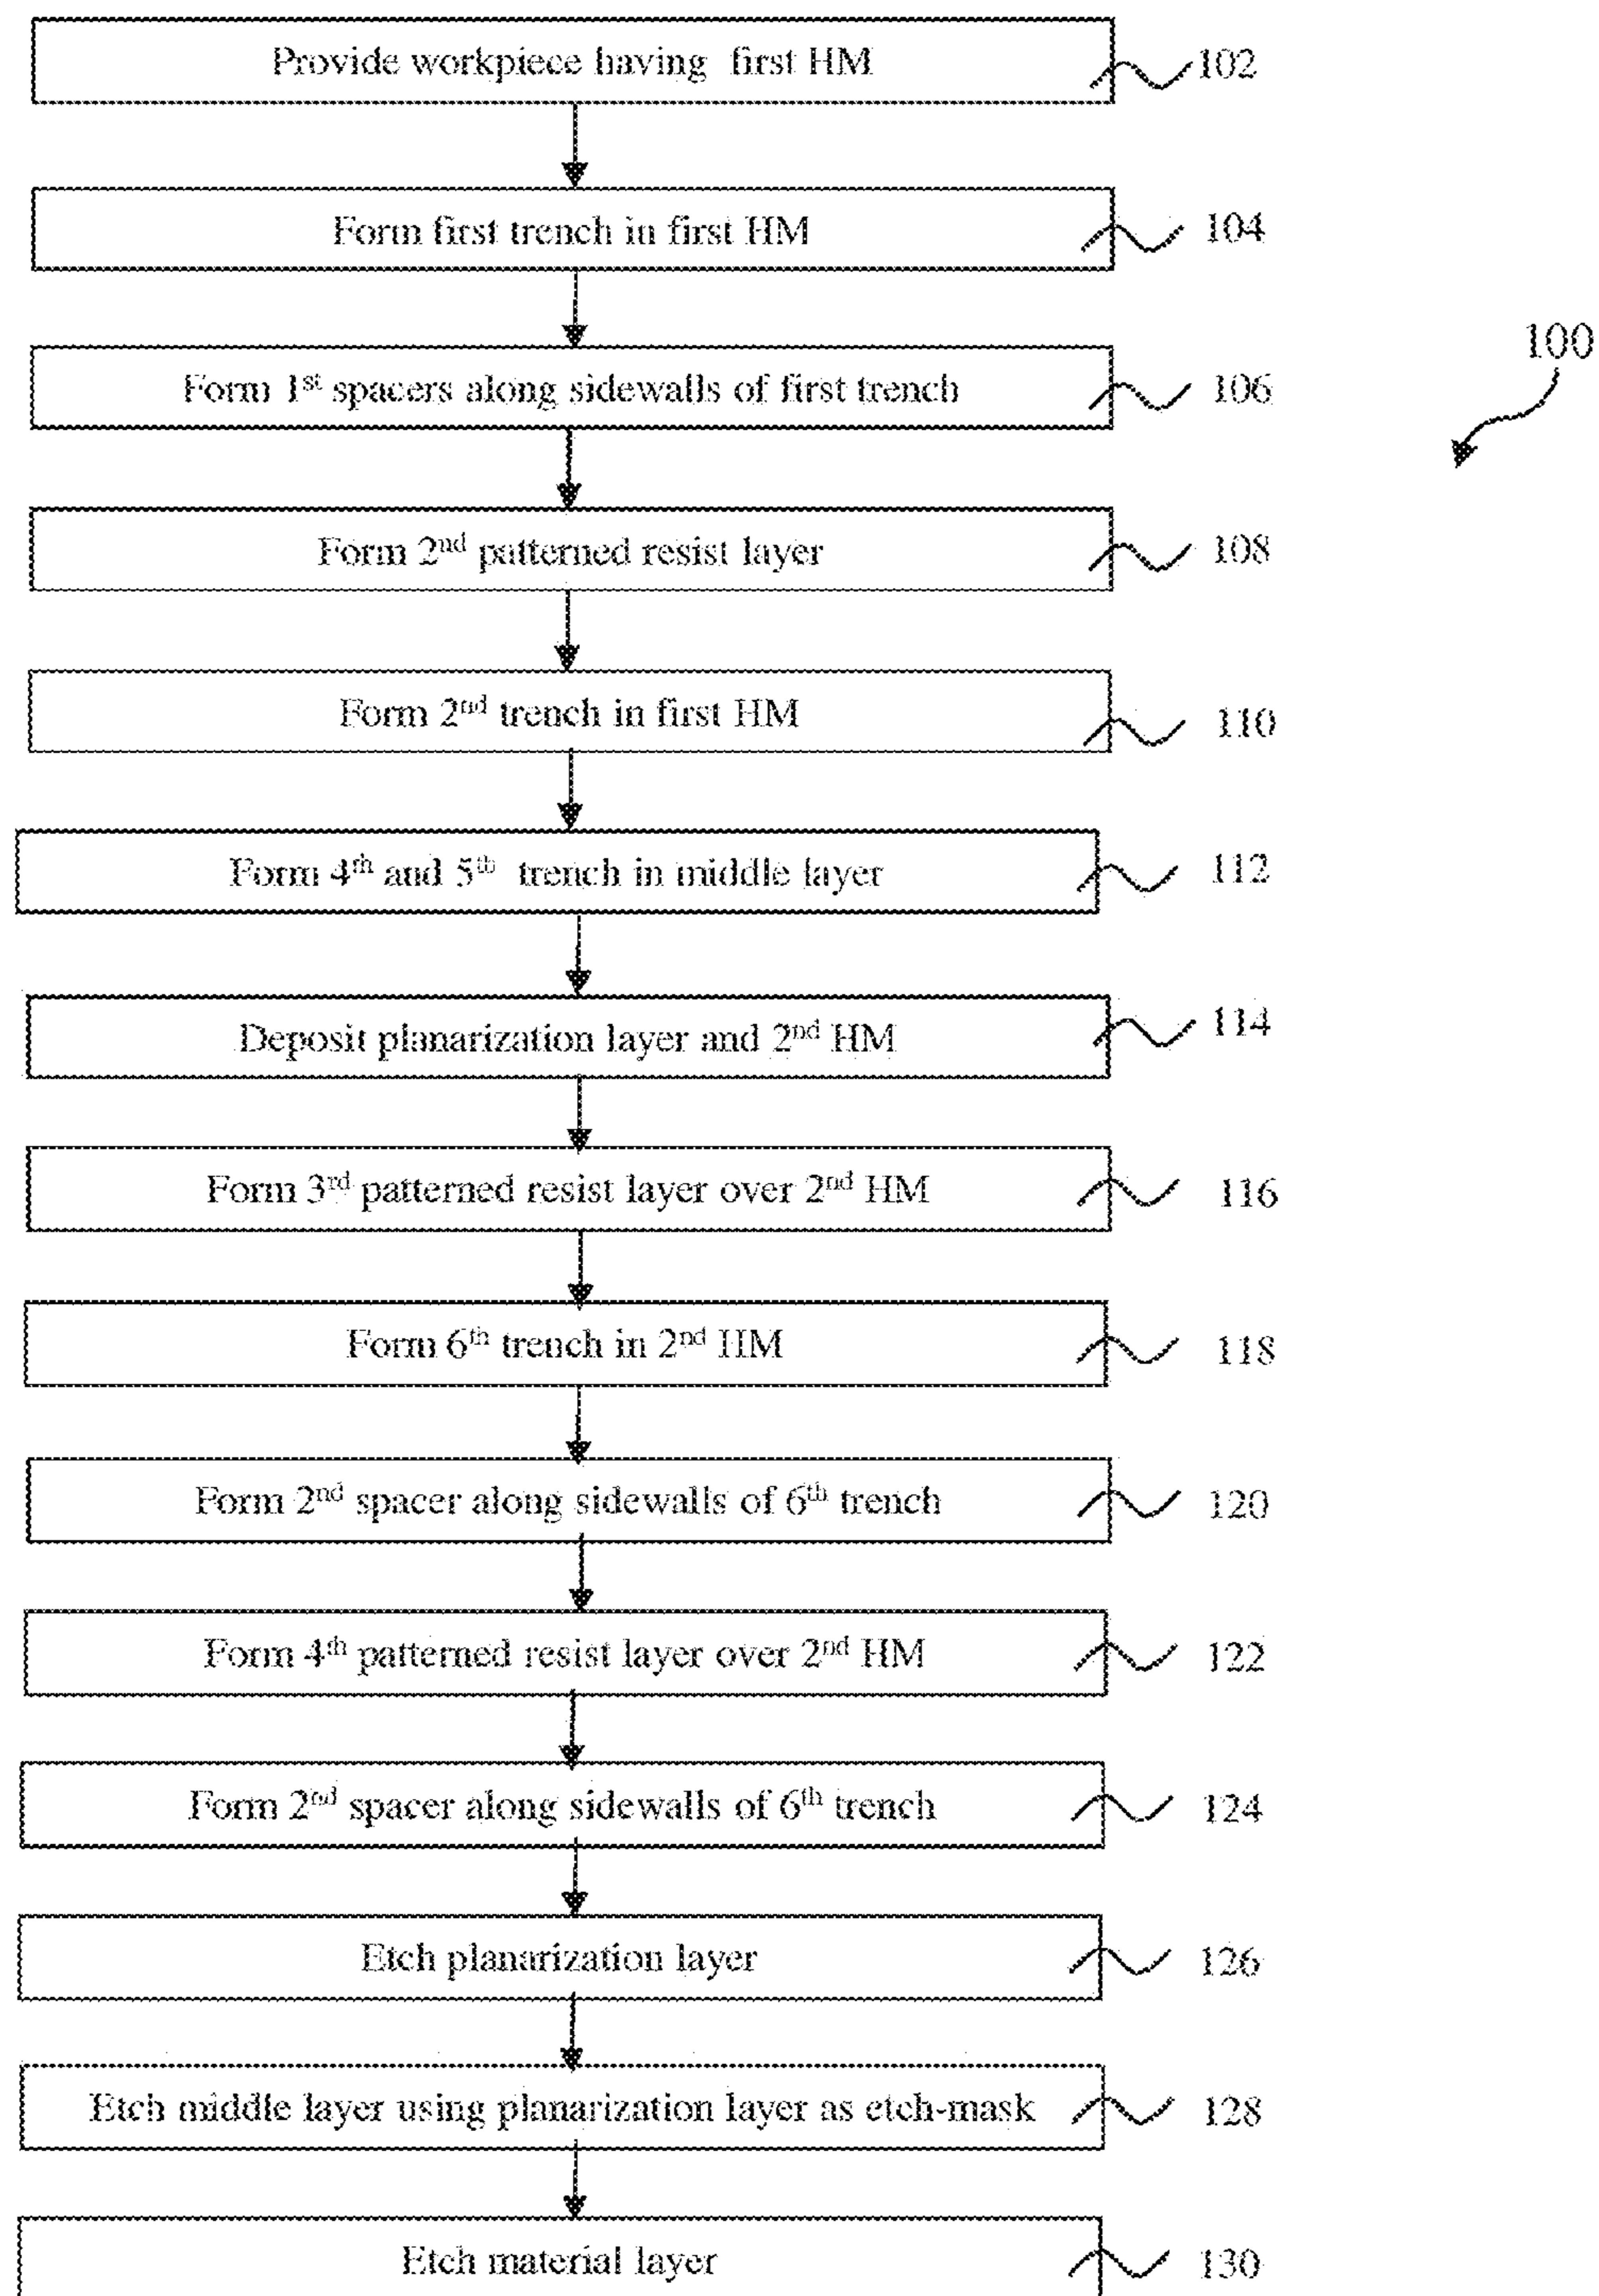 Provide workpiece having first HM 102
Form first trench in first HM 104
100
Form 1st spacers along sidewalls of first trench 106
Form 2nd patterned resist layer 108
Form 2nd trench in first HM 110
Form 4th and 5th trench in middle layer 112
Deposit planarization layer and 2nd HM 114
Form 3rd patterned resist layer over 2nd HM 116
Form 6th trench in 2nd HM 118
Form 2nd spacer along sidewalls of 6th trench 120
Form 4th patterned resist layer over 2nd HM 122
Form 2nd spacer along sidewalls of 6th trench 124
Etch planarization layer 126
Etch middle layer using planarization layer as etch-mask 128
Etch material layer 130